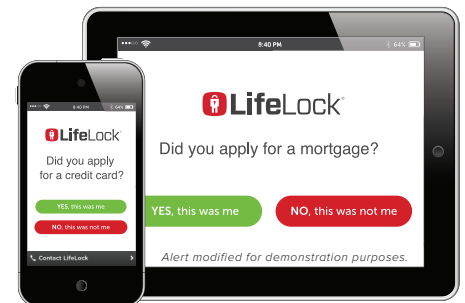 8:40 PM
64%
LifeLock
Did you apply for a mortgage?
YES, this was me
NO, this was not me
Alert modified for demonstration purposes.
8:40 PM
64%
LifeLock
Did you apply
for a credit card?
YES, this was me
NO, this was not me
Contact LifeLock